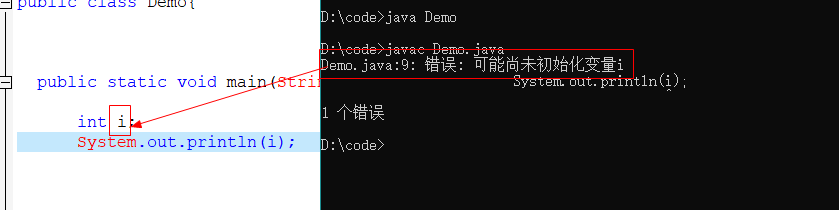 public class Demo{
public static void main(Strin
int i;
System.out.println(i);
D:\code>java Demo
D:\code>javac Demo.java
Demo.java:9: 错误: 可能尚未初始化变量i
System.out.println(i);
^
1 个错误
D:\code>